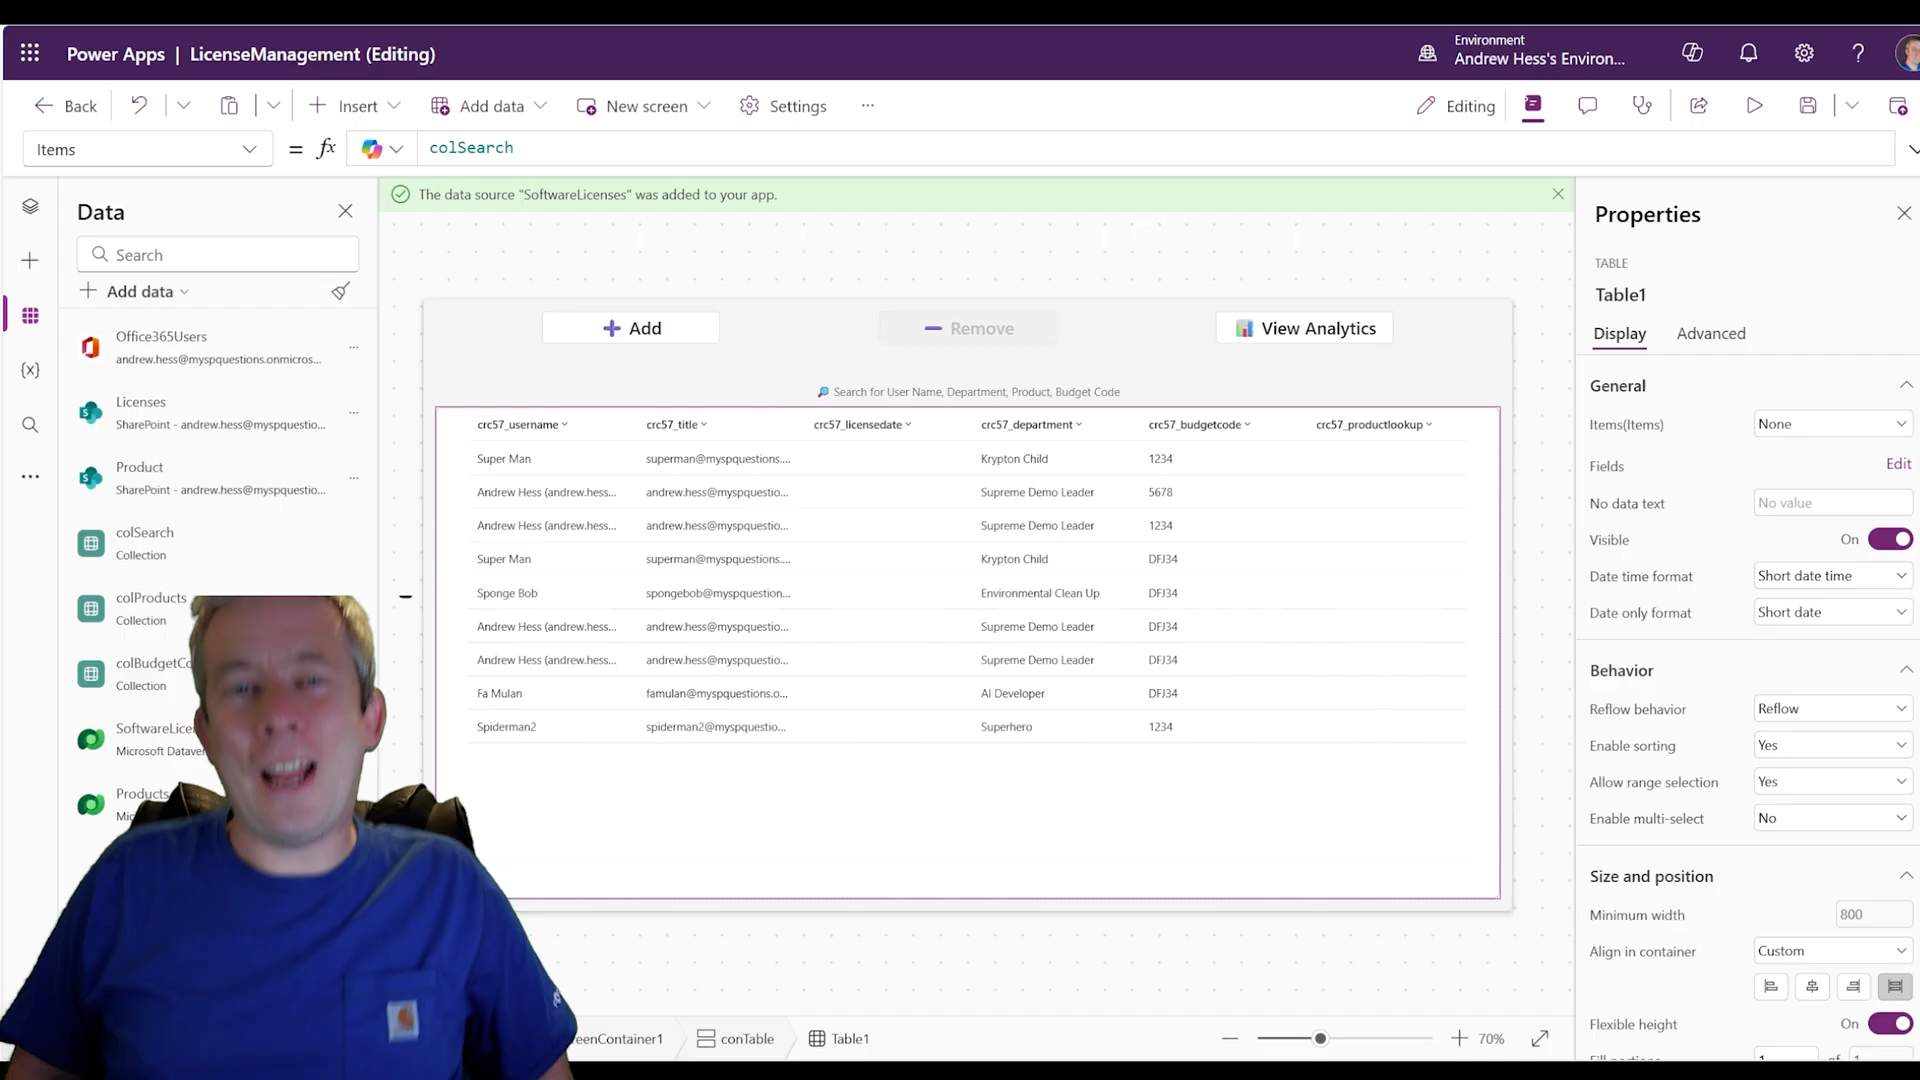 Power Apps | LicenseManagement (Editing)
Environment
Andrew Hess's Environ...
Back
Insert
Add data
New screen
Settings
Editing
Items
= fx
colSearch
Data
Search
Add data
Office365Users
andrew.hess@myspquestions.onmicros...
Licenses
SharePoint - andrew.hess@myspquestio...
Product
SharePoint - andrew.hess@myspquestio...
colSearch
Collection
colProducts
Collection
colBudgetCo
Collection
SoftwareLice
Microsoft Dataver
Products
Mic
The data source "SoftwareLicenses" was added to your app.
Add
Remove
View Analytics
Search for User Name, Department, Product, Budget Code
crc57_username crc57_title crc57_licensedate crc57_department crc57_budgetcode crc57_productlookup
Super Man superman@myspquestions.... Krypton Child 1234
Andrew Hess (andrew.hess... andrew.hess@myspquestio... Supreme Demo Leader 5678
Andrew Hess (andrew.hess... andrew.hess@myspquestio... Supreme Demo Leader 1234
Super Man superman@myspquestions.... Krypton Child DFJ34
Sponge Bob spongebob@myspquestion... Environmental Clean Up DFJ34
Andrew Hess (andrew.hess... andrew.hess@myspquestio... Supreme Demo Leader DFJ34
Andrew Hess (andrew.hess... andrew.hess@myspquestio... Supreme Demo Leader DFJ34
Fa Mulan famulan@myspquestions.o... AI Developer DFJ34
Spiderman2 spiderman2@myspquestio... Superhero 1234
eenContainer1
conTable
Table1
70%
Properties
TABLE
Table1
Display Advanced
General
Items(Items) None
Fields Edit
No data text No value
Visible On
Date time format Short date time
Date only format Short date
Behavior
Reflow behavior Reflow
Enable sorting Yes
Allow range selection Yes
Enable multi-select No
Size and position
Minimum width 800
Align in container Custom
Flexible height On